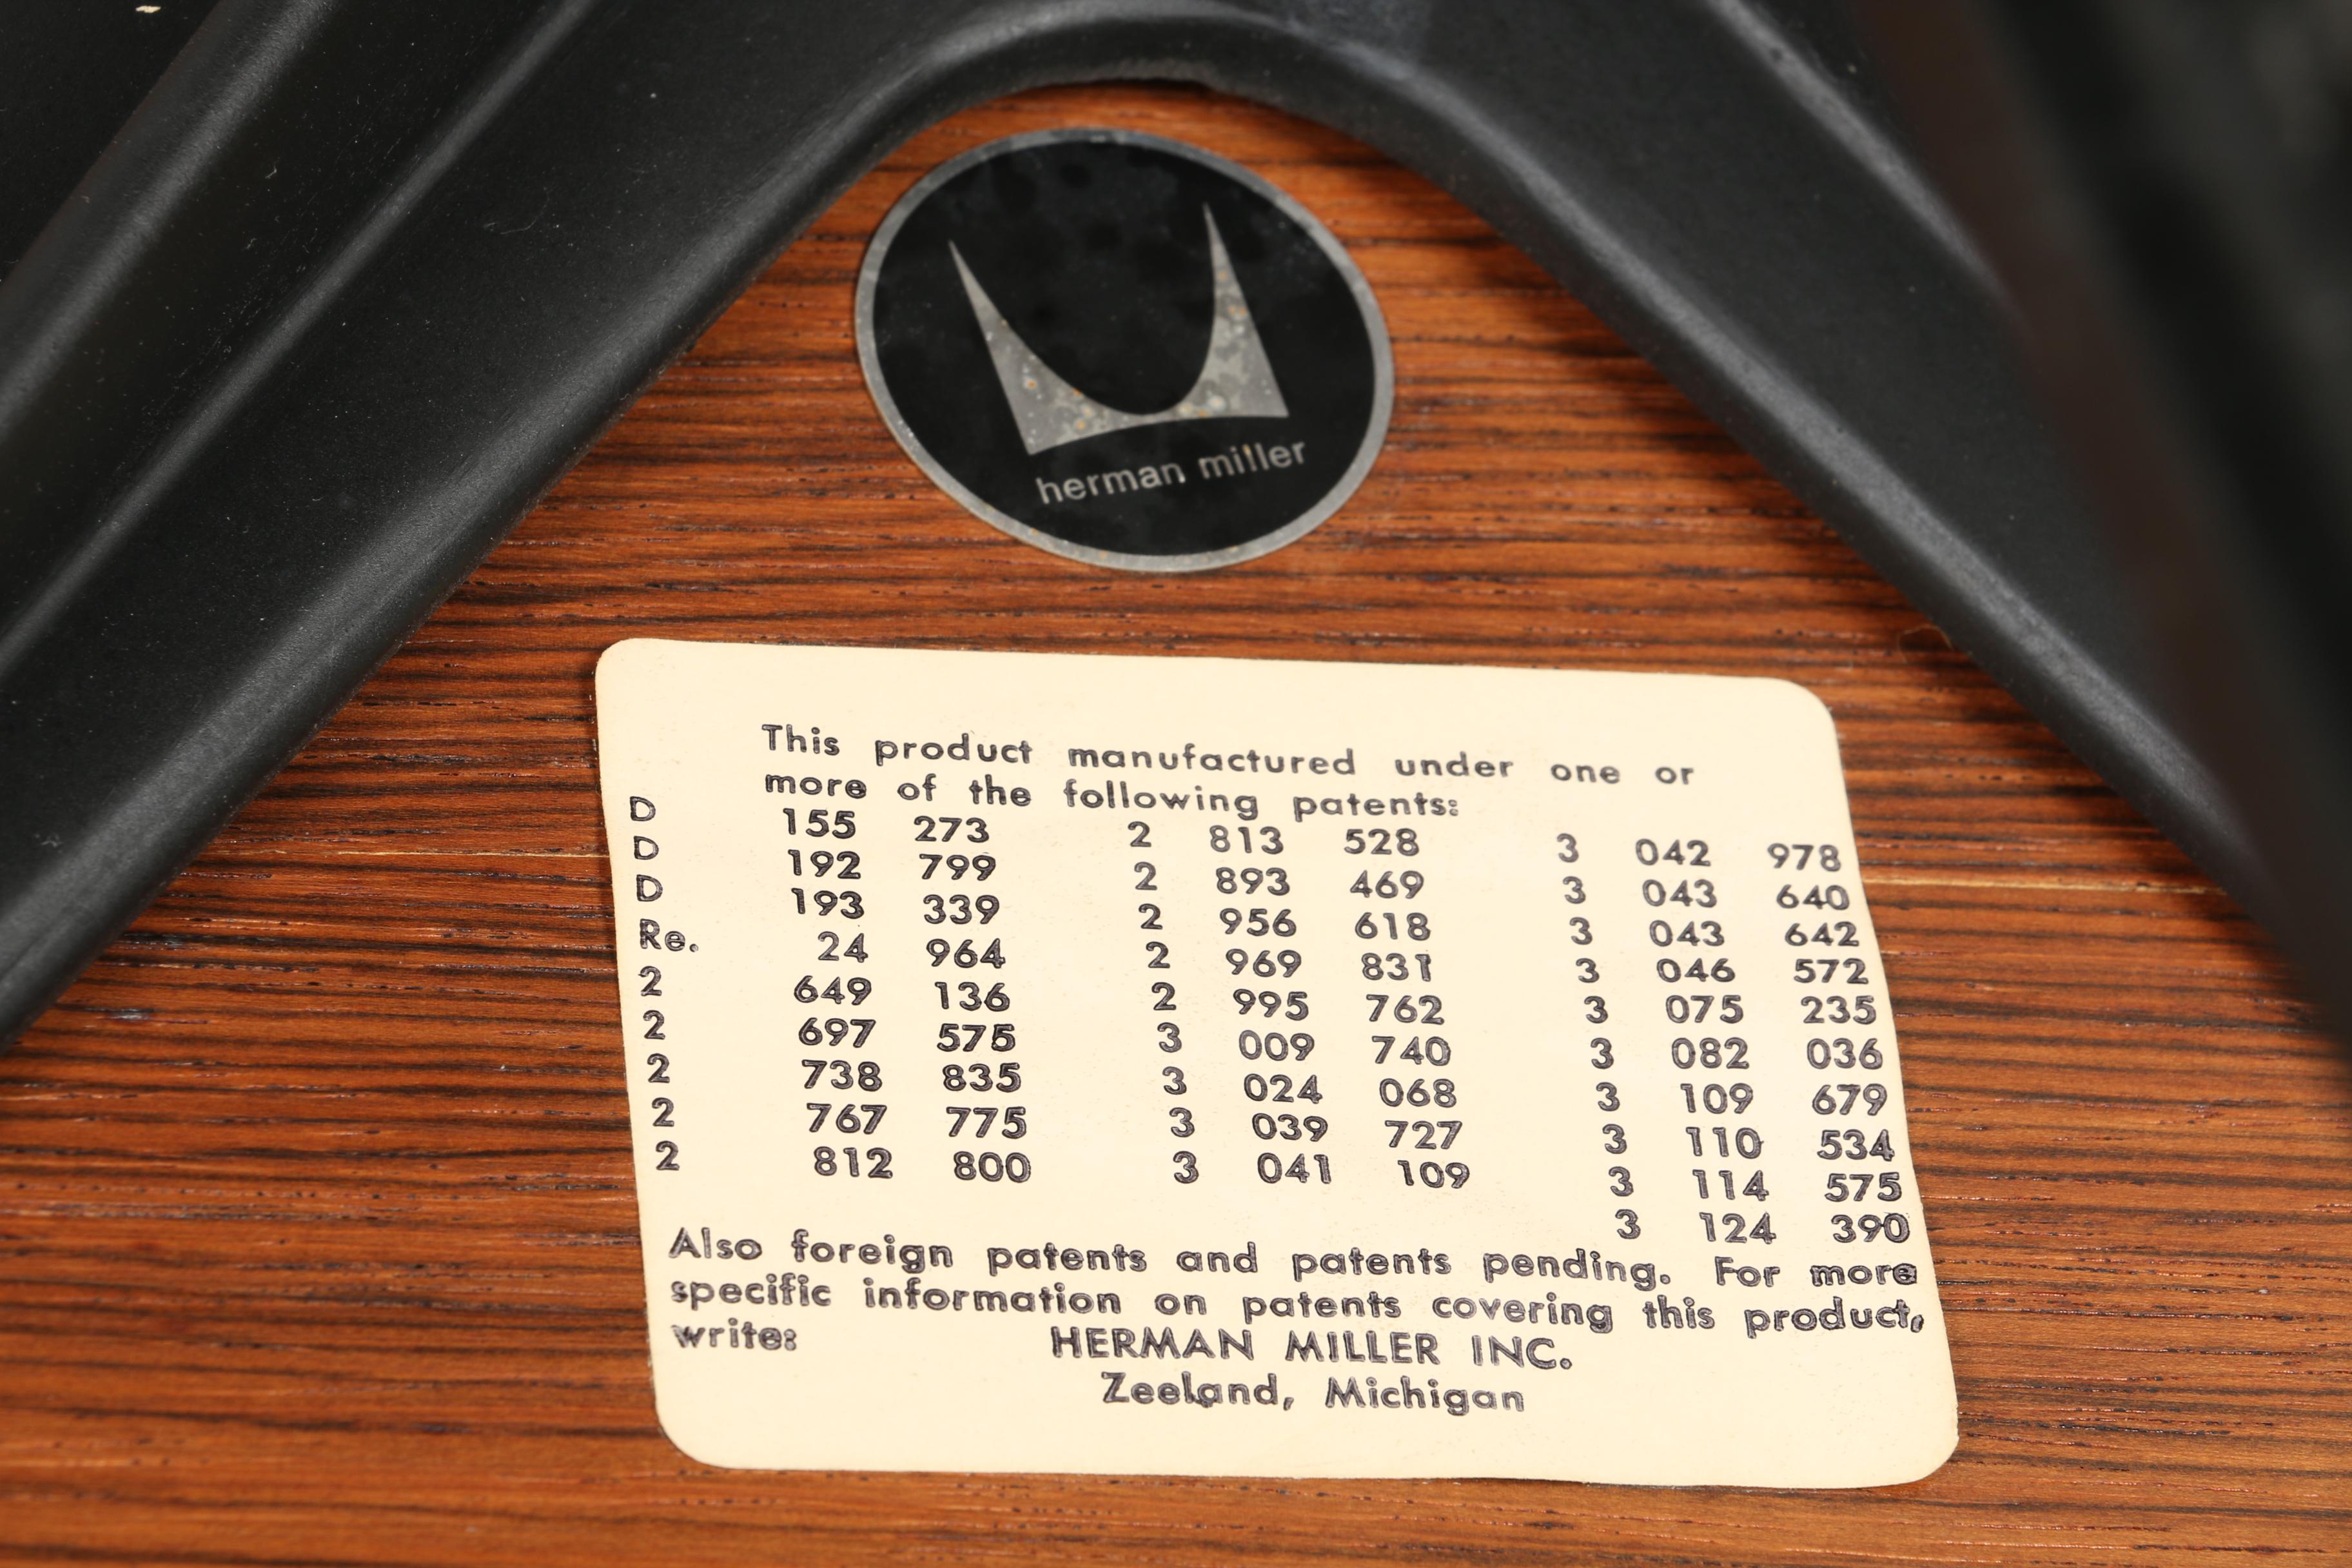 herman miller
This product manufactured under one or
more of the following patents:
D 155 273 2 813 528 3 042 978
D 192 799 2 893 469 3 043 640
D 193 339 2 956 618 3 043 642
Re. 24 964 2 969 831 3 046 572
2 649 136 2 995 762 3 075 235
2 697 575 3 009 740 3 082 036
2 738 835 3 024 068 3 109 679
2 767 775 3 039 727 3 110 534
2 812 800 3 041 109 3 114 575
3 124 390
Also foreign patents and patents pending. For more
specific information on patents covering this product,
write: HERMAN MILLER INC.
Zeeland, Michigan